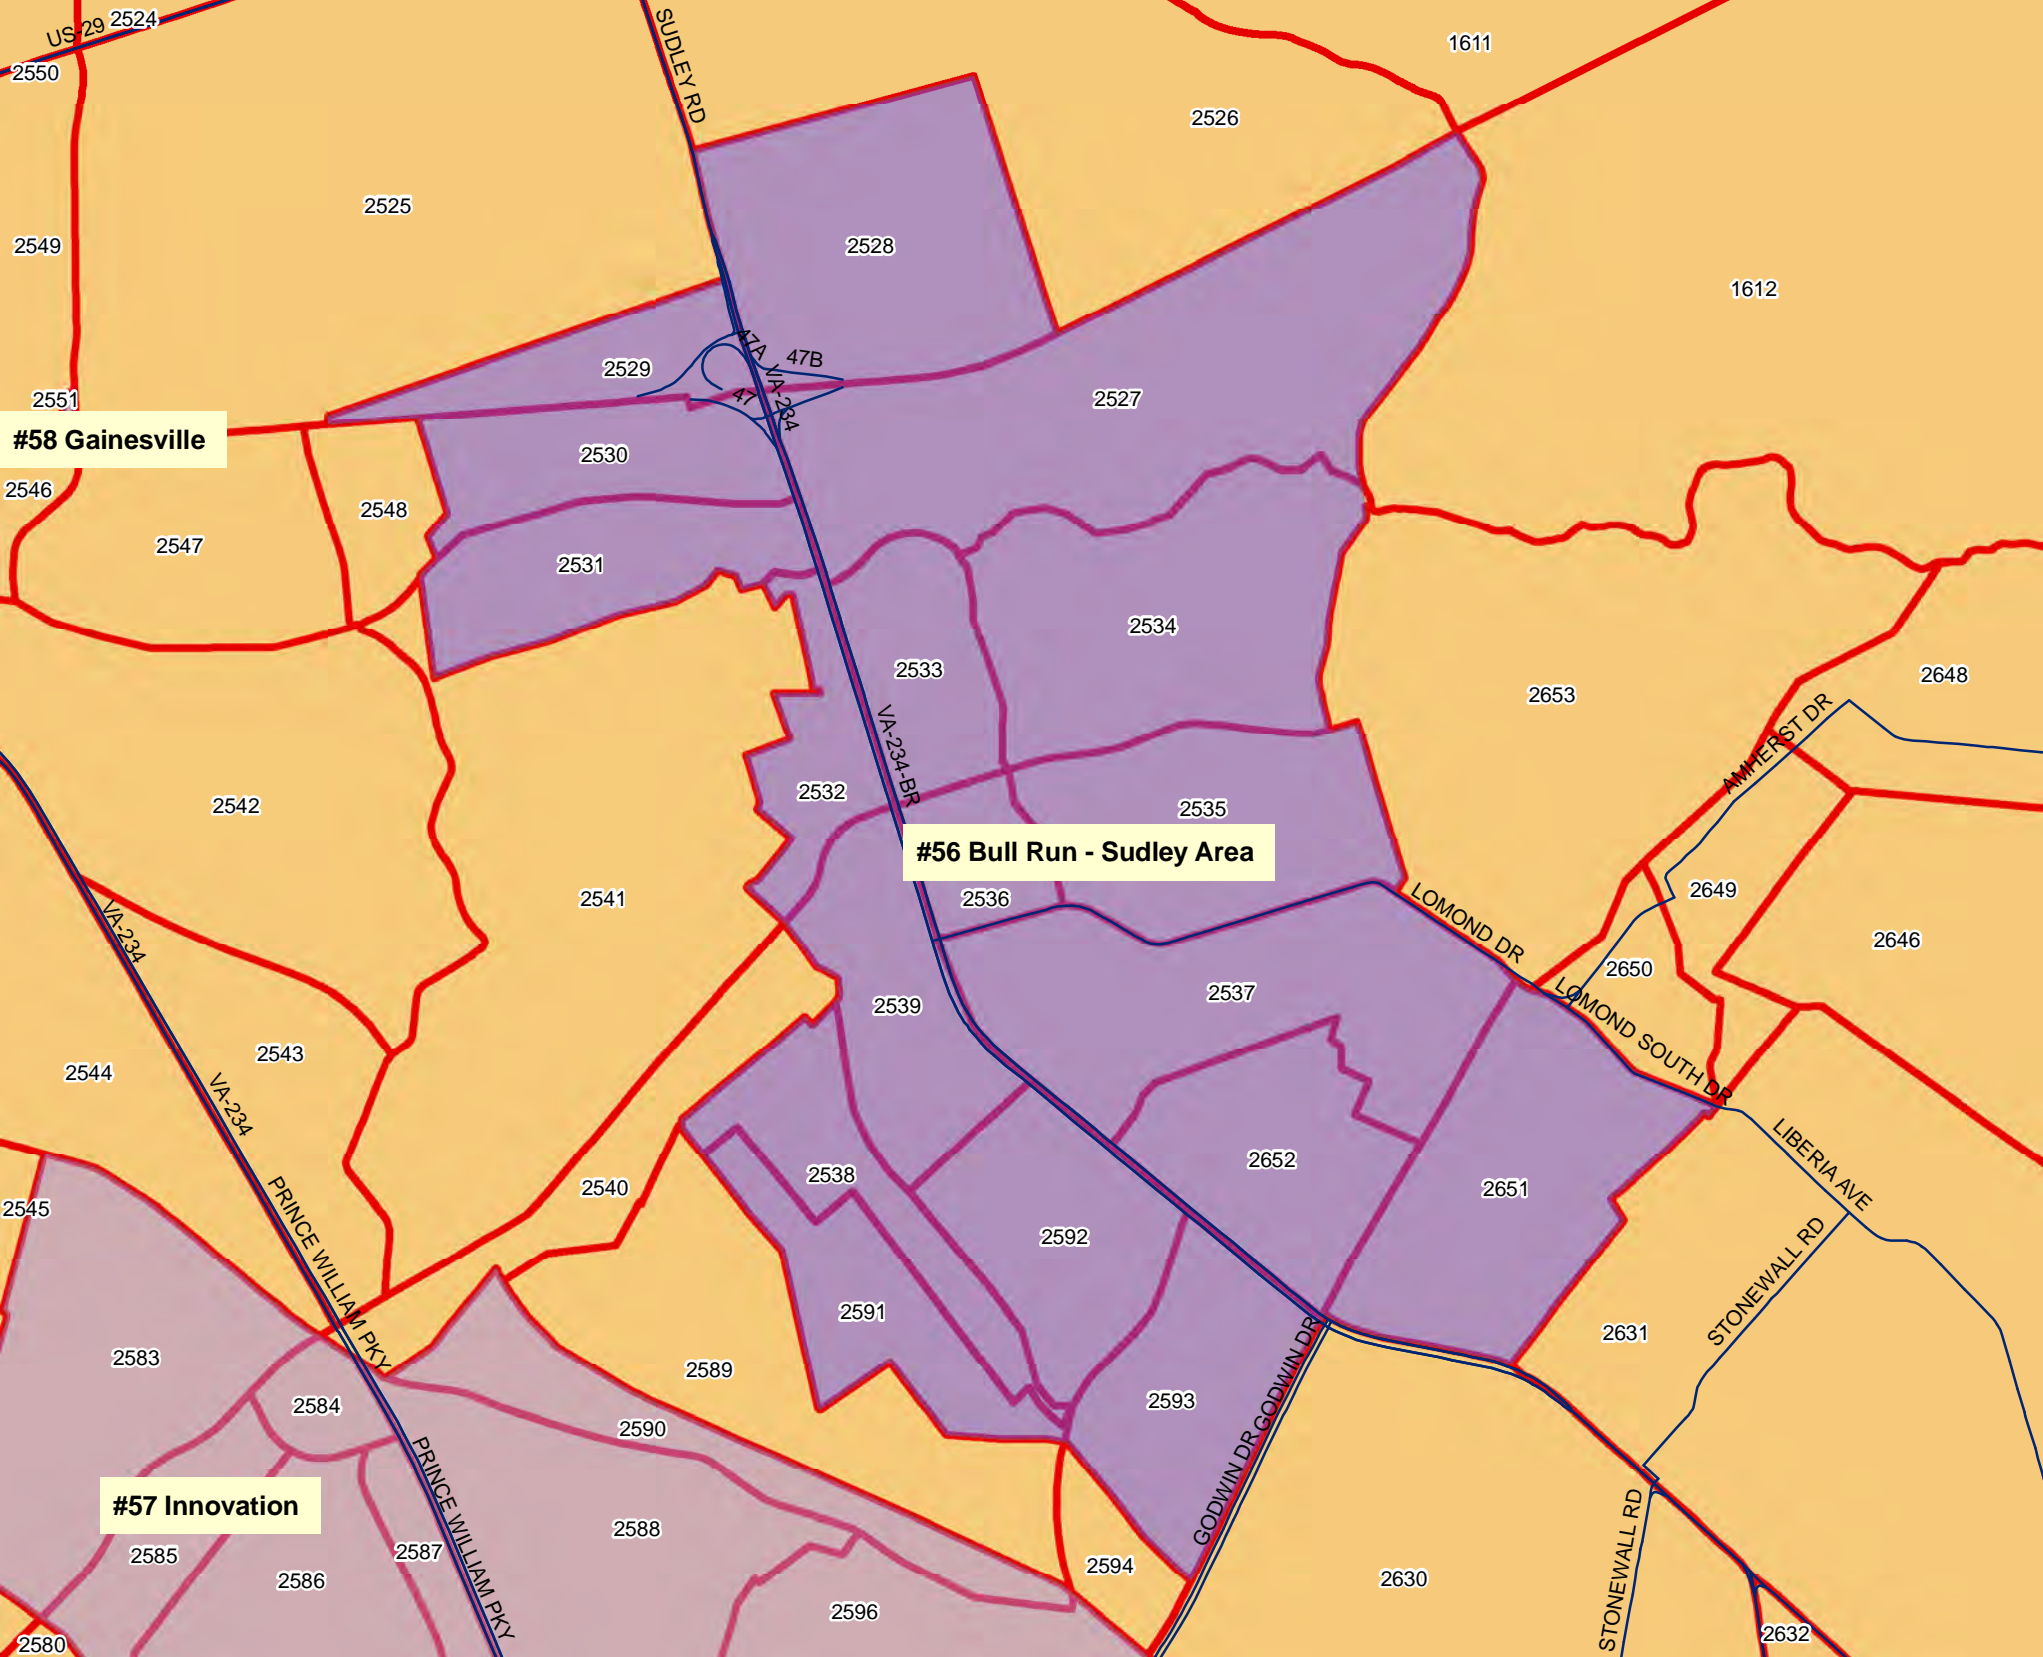 2524
US-29
SUDLEY RD
1611
2550
2526
2525
2549
2528
1612
47A
47B
2529
VA-234
47
2551
2527
#58 Gainesville
2530
2546
2548
2547
2531
2534
2533
2653
2648
AMHERST DR
VA-234-BR
2532
2542
2535
#56 Bull Run - Sudley Area
2541
2536
2649
LOMOND DR
2646
VA-234
2650
2537
2539
LOMOND SOUTH DR
2543
2544
VA-234
2652
LIBERIA AVE
2538
2540
2651
2545
PRINCE WILLIAM PKY
2592
STONEWALL RD
2591
2631
2583
2589
GODWIN DR
GODWIN DR
2593
2584
2590
#57 Innovation
PRINCE WILLIAM PKY
2588
2587
2585
2594
2586
2630
STONEWALL RD
2596
2632
2580